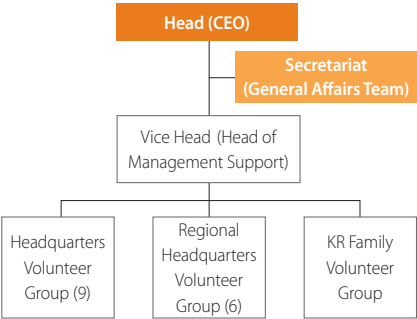 Head (CEO)
Secretariat
(General Affairs Team)
Vice Head (Head of
Management Support)
Headquarters
Volunteer
Group (9)
Regional
Headquarters
Volunteer
Group (6)
KR Family
Volunteer
Group